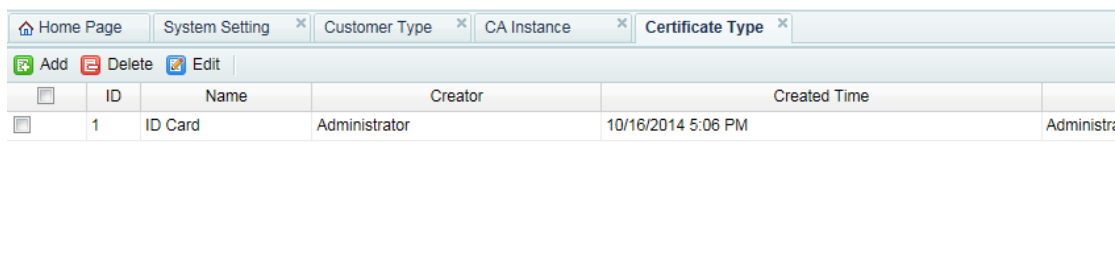 Home Page System Setting Customer Type CA Instance Certificate Type
Add Delete Edit
ID Name Creator Created Time
1 ID Card Administrator 10/16/2014 5:06 PM Administra